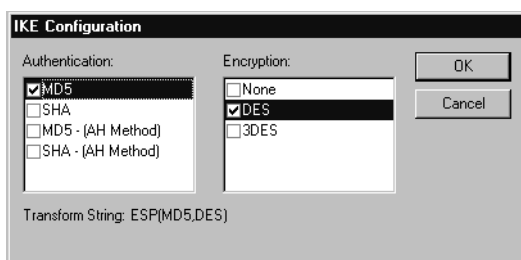 IKE Configuration
Authentication:
MD5
SHA
MD5 - (AH Method)
SHA - (AH Method)
Encryption:
None
DES
3DES
OK
Cancel
Transform String: ESP(MD5,DES)